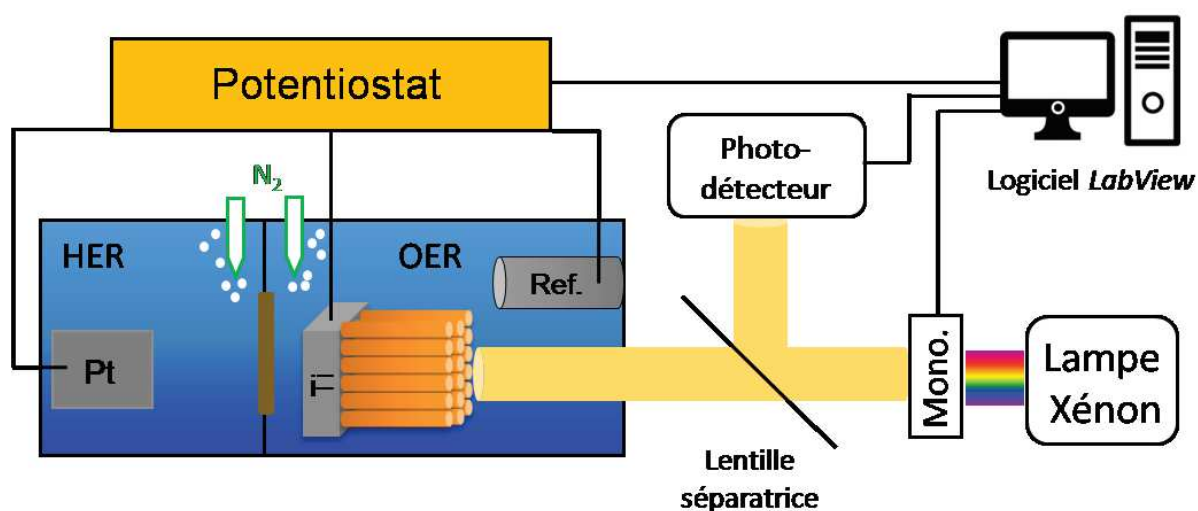 Potentiostat
N₂
HER
OER
Ref.
Pt
Ti
Photo-
détecteur
Logiciel LabView
Mono.
Lampe
Xénon
Lentille
séparatrice